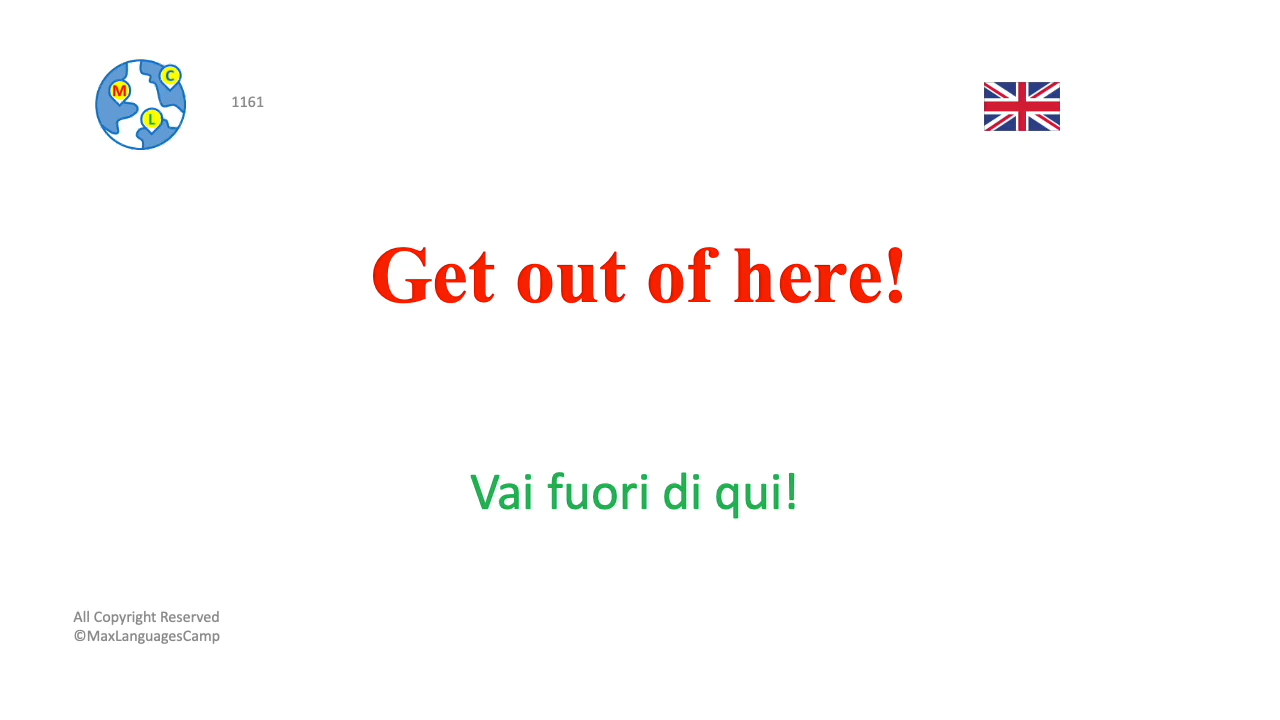 M
C
L
1161
Get out of here!
Vai fuori di qui!
All Copyright Reserved
©MaxLanguagesCamp